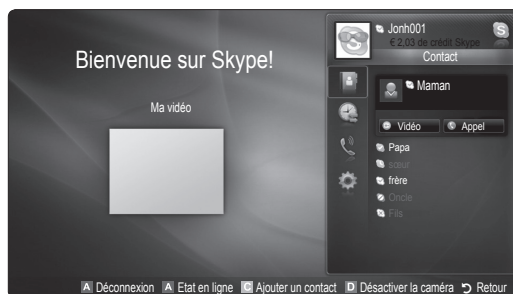 Bienvenue sur Skype!
Ma vidéo
Jonh001
€ 2,03 de crédit Skype
Contact
Maman
Vidéo
Appel
Papa
sœur
frère
Oncle
Fils
A Déconnexion A Etat en ligne C Ajouter un contact D Désactiver la caméra Retour